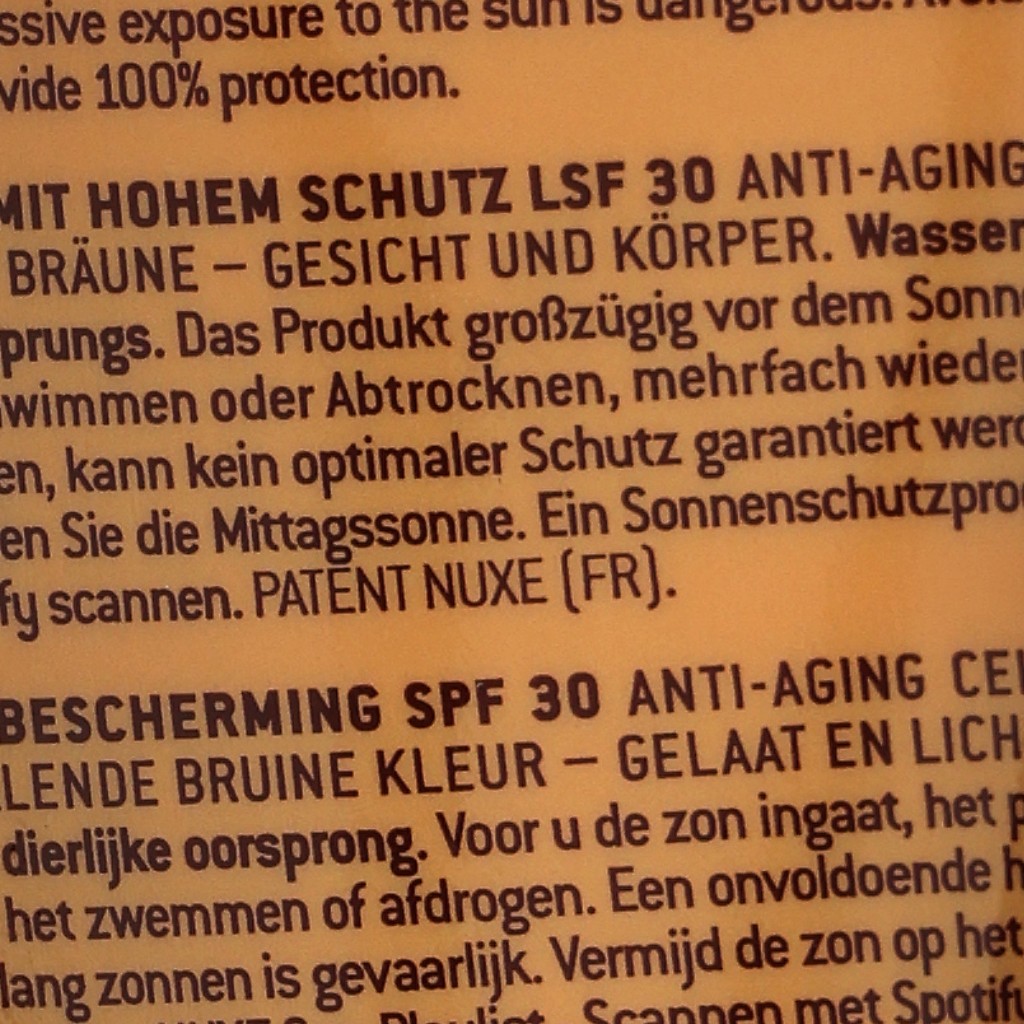 ssive exposure to the sun is dangerous.
vide 100% protection.
MIT HOHEM SCHUTZ LSF 30 ANTI-AGING
BRÄUNE – GESICHT UND KÖRPER. Wasser
prungs. Das Produkt großzügig vor dem Sonn
wimmen oder Abtrocknen, mehrfach wieder
en, kann kein optimaler Schutz garantiert werd
en Sie die Mittagssonne. Ein Sonnenschutzpro
fy scannen. PATENT NUXE (FR).
BESCHERMING SPF 30 ANTI-AGING CEL
LLENDE BRUINE KLEUR – GELAAT EN LICH
dierlijke oorsprong. Voor u de zon ingaat, het p
het zwemmen of afdrogen. Een onvoldoende h
lang zonnen is gevaarlijk. Vermijd de zon op het
Playlist. Scannen met Spotify